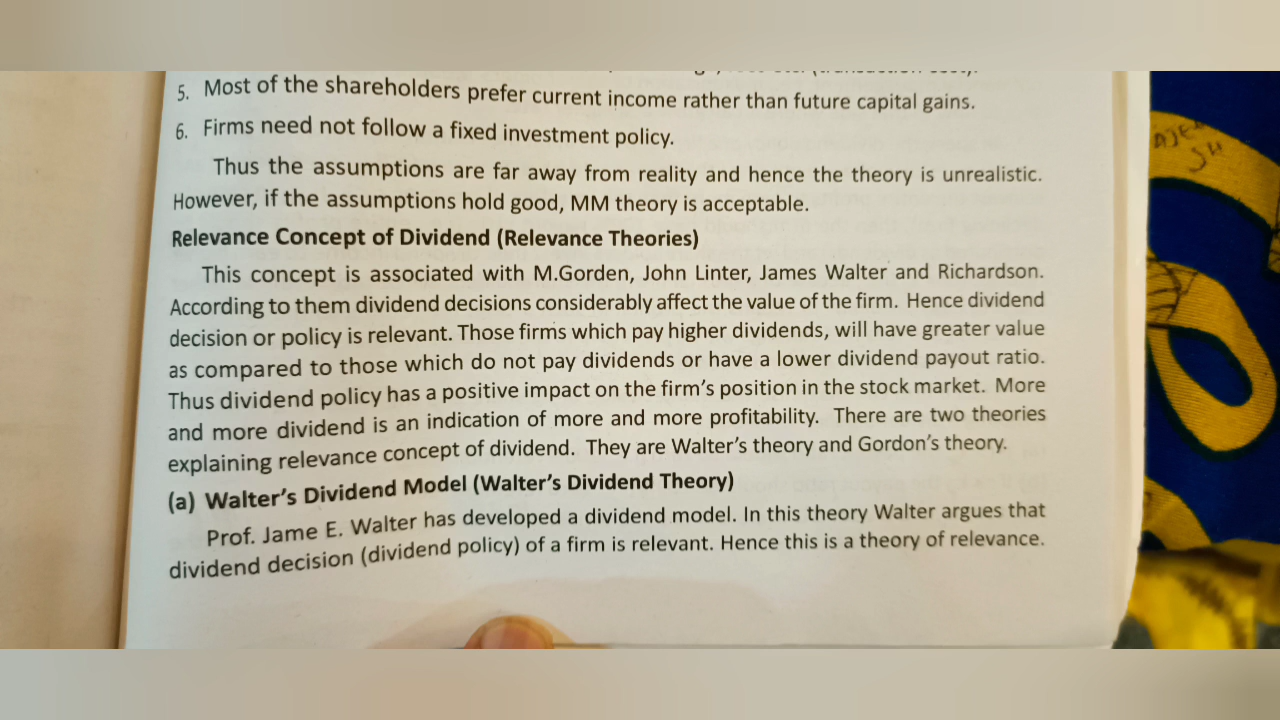 5. Most of the shareholders prefer current income rather than future capital gains.
6. Firms need not follow a fixed investment policy.
Thus the assumptions are far away from reality and hence the theory is unrealistic.
However, if the assumptions hold good, MM theory is acceptable.
Relevance Concept of Dividend (Relevance Theories)
This concept is associated with M.Gorden, John Linter, James Walter and Richardson.
According to them dividend decisions considerably affect the value of the firm. Hence dividend
decision or policy is relevant. Those firms which pay higher dividends, will have greater value
as compared to those which do not pay dividends or have a lower dividend payout ratio.
Thus dividend policy has a positive impact on the firm's position in the stock market. More
and more dividend is an indication of more and more profitability. There are two theories
explaining relevance concept of dividend. They are Walter's theory and Gordon's theory.
(a) Walter's Dividend Model (Walter's Dividend Theory)
Prof. Jame E. Walter has developed a dividend model. In this theory Walter argues that
dividend decision (dividend policy) of a firm is relevant. Hence this is a theory of relevance.